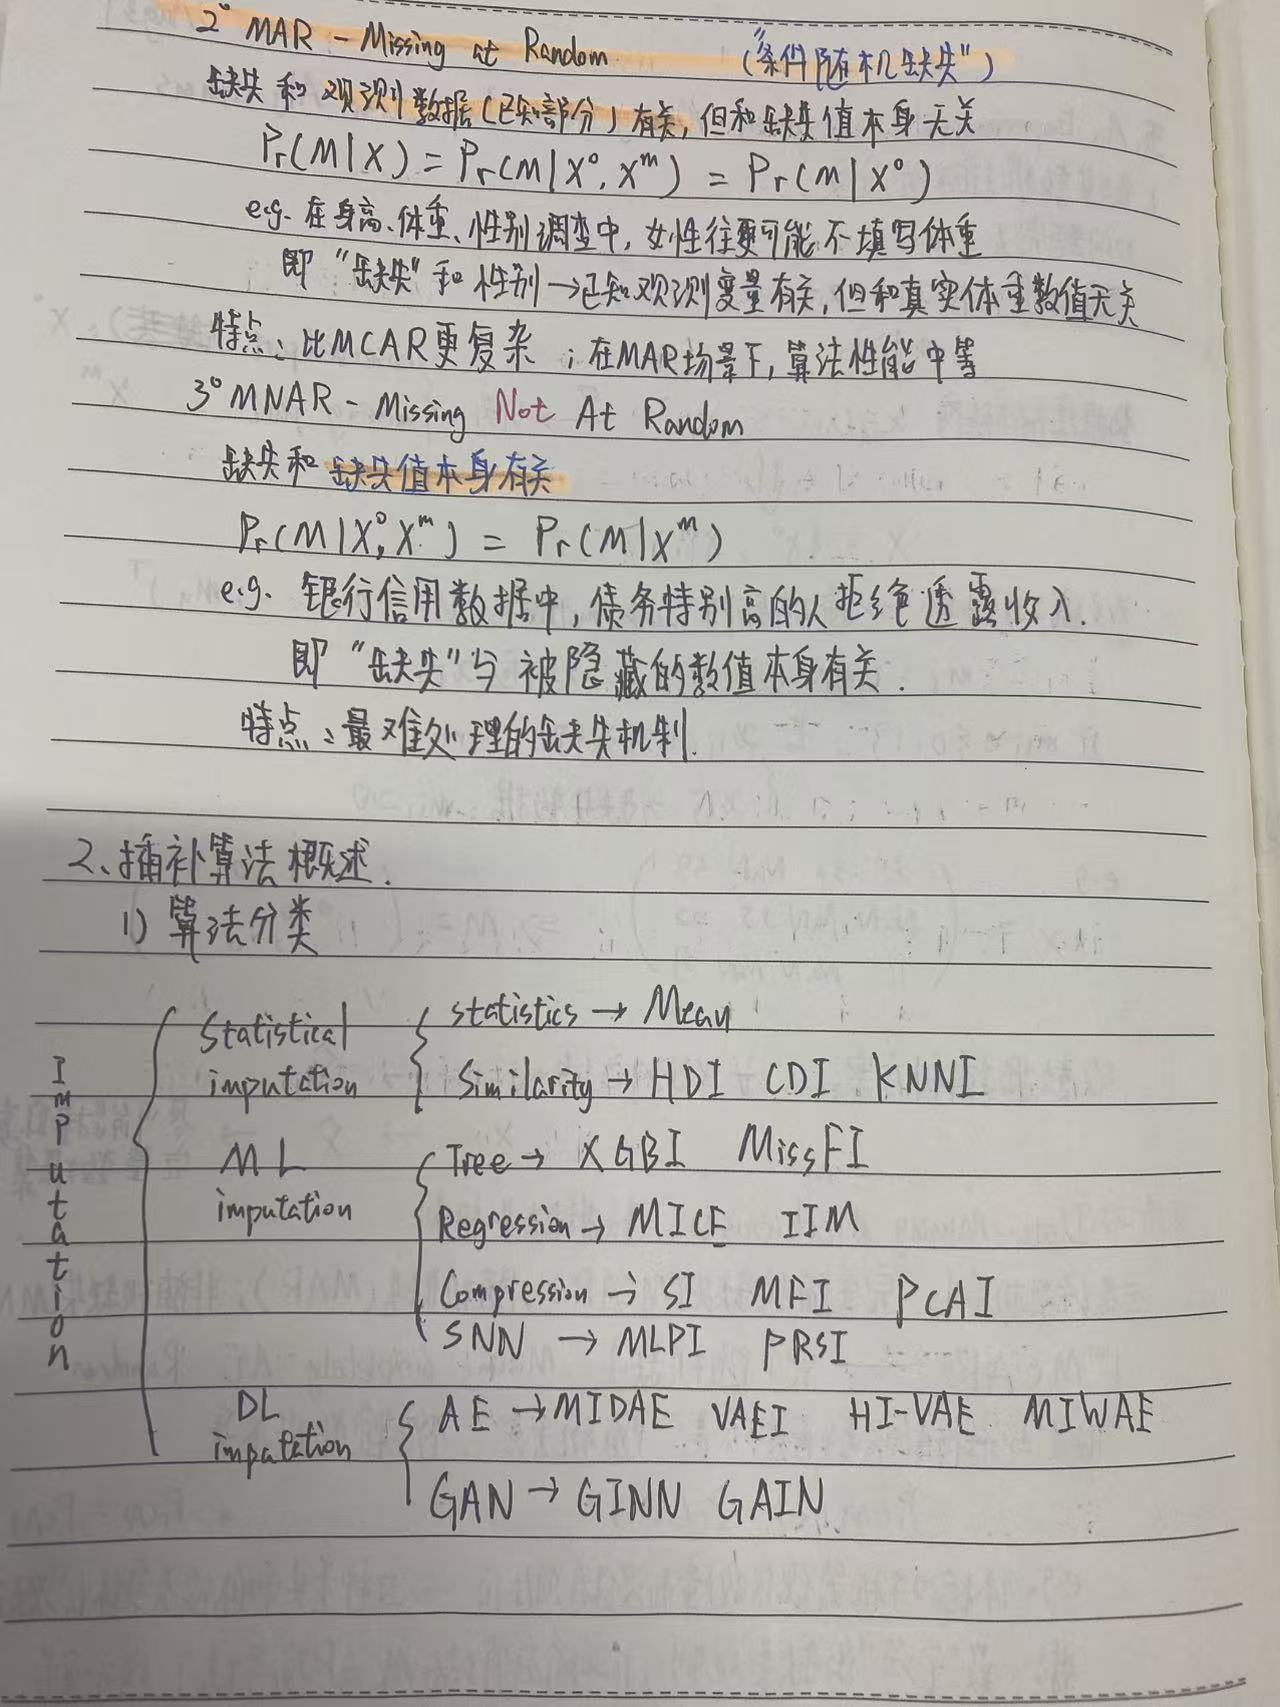 2° MAR - Missing at Random ("条件随机缺失")
缺失和观测数据(已知部分)有关,但和缺失值本身无关
Pr(M|X) = Pr(M|X°, Xᵐ) = Pr(M|X°)
e.g. 在身高、体重、性别调查中,女性往更可能不填写体重
即 "缺失" 和性别→已知观测变量有关,但和真实体重数值无关
特点:比MCAR更复杂 ;在MAR场景下,算法性能中等
3° MNAR - Missing Not At Random
缺失和缺失值本身有关
Pr(M|X°,Xᵐ) = Pr(M|Xᵐ)
e.g. 银行信用数据中,债务特别高的人拒绝透露收入.
即 "缺失"与被隐藏的数值本身有关.
特点:最难处理的缺失机制.
2、插补算法概述.
1) 算法分类
Imputation
Statistical imputation
statistics → Mean
Similarity → HDI CDI KNNI
ML imputation
Tree → XGBI MissFI
Regression → MICE IIM
Compression → SI MFI PCAI
SNN → MLPI PRSI
DL imputation
AE → MIDAE VAEI HI-VAE MIWAE
GAN → GINN GAIN